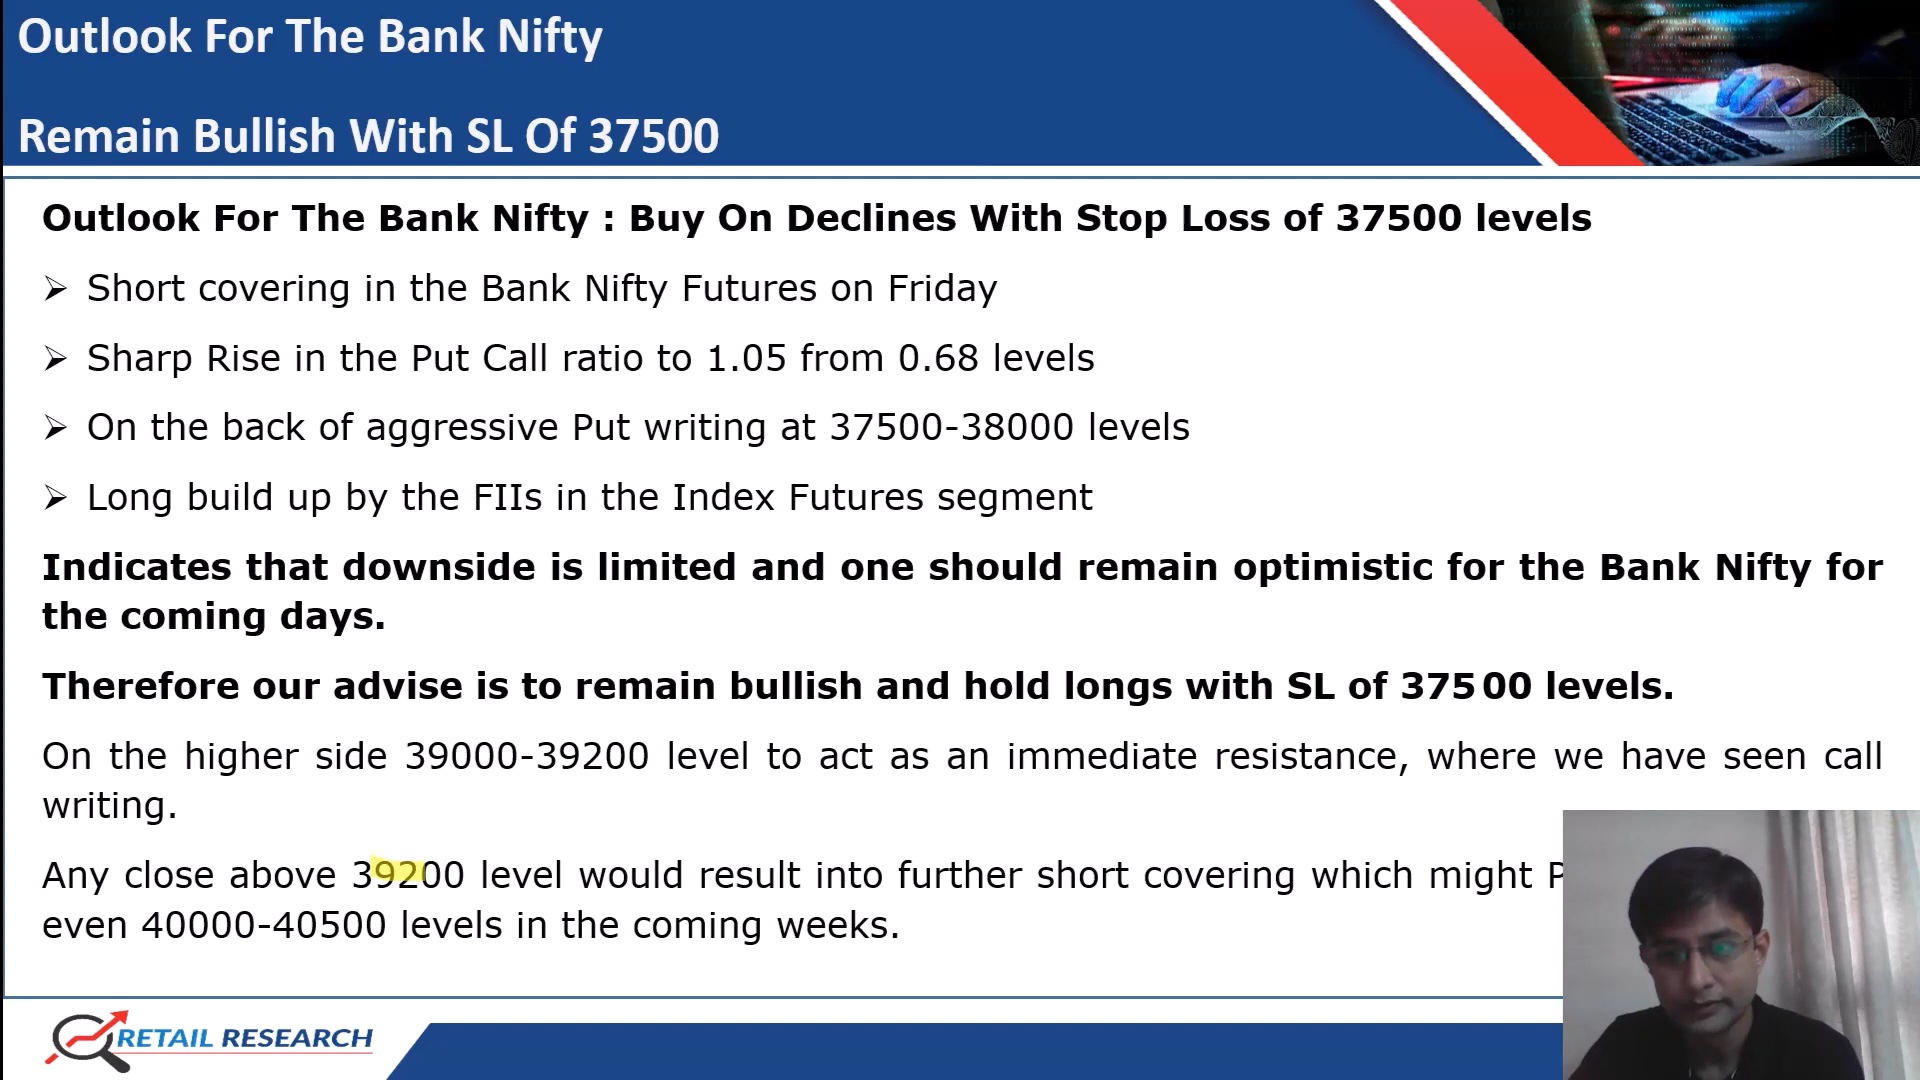 Outlook For The Bank Nifty
Remain Bullish With SL Of 37500
Outlook For The Bank Nifty : Buy On Declines With Stop Loss of 37500 levels
➢ Short covering in the Bank Nifty Futures on Friday
➢ Sharp Rise in the Put Call ratio to 1.05 from 0.68 levels
➢ On the back of aggressive Put writing at 37500-38000 levels
➢ Long build up by the FIIs in the Index Futures segment
Indicates that downside is limited and one should remain optimistic for the Bank Nifty for
the coming days.
Therefore our advise is to remain bullish and hold longs with SL of 37500 levels.
On the higher side 39000-39200 level to act as an immediate resistance, where we have seen call
writing.
Any close above 39200 level would result into further short covering which might
even 40000-40500 levels in the coming weeks.
RETAIL RESEARCH